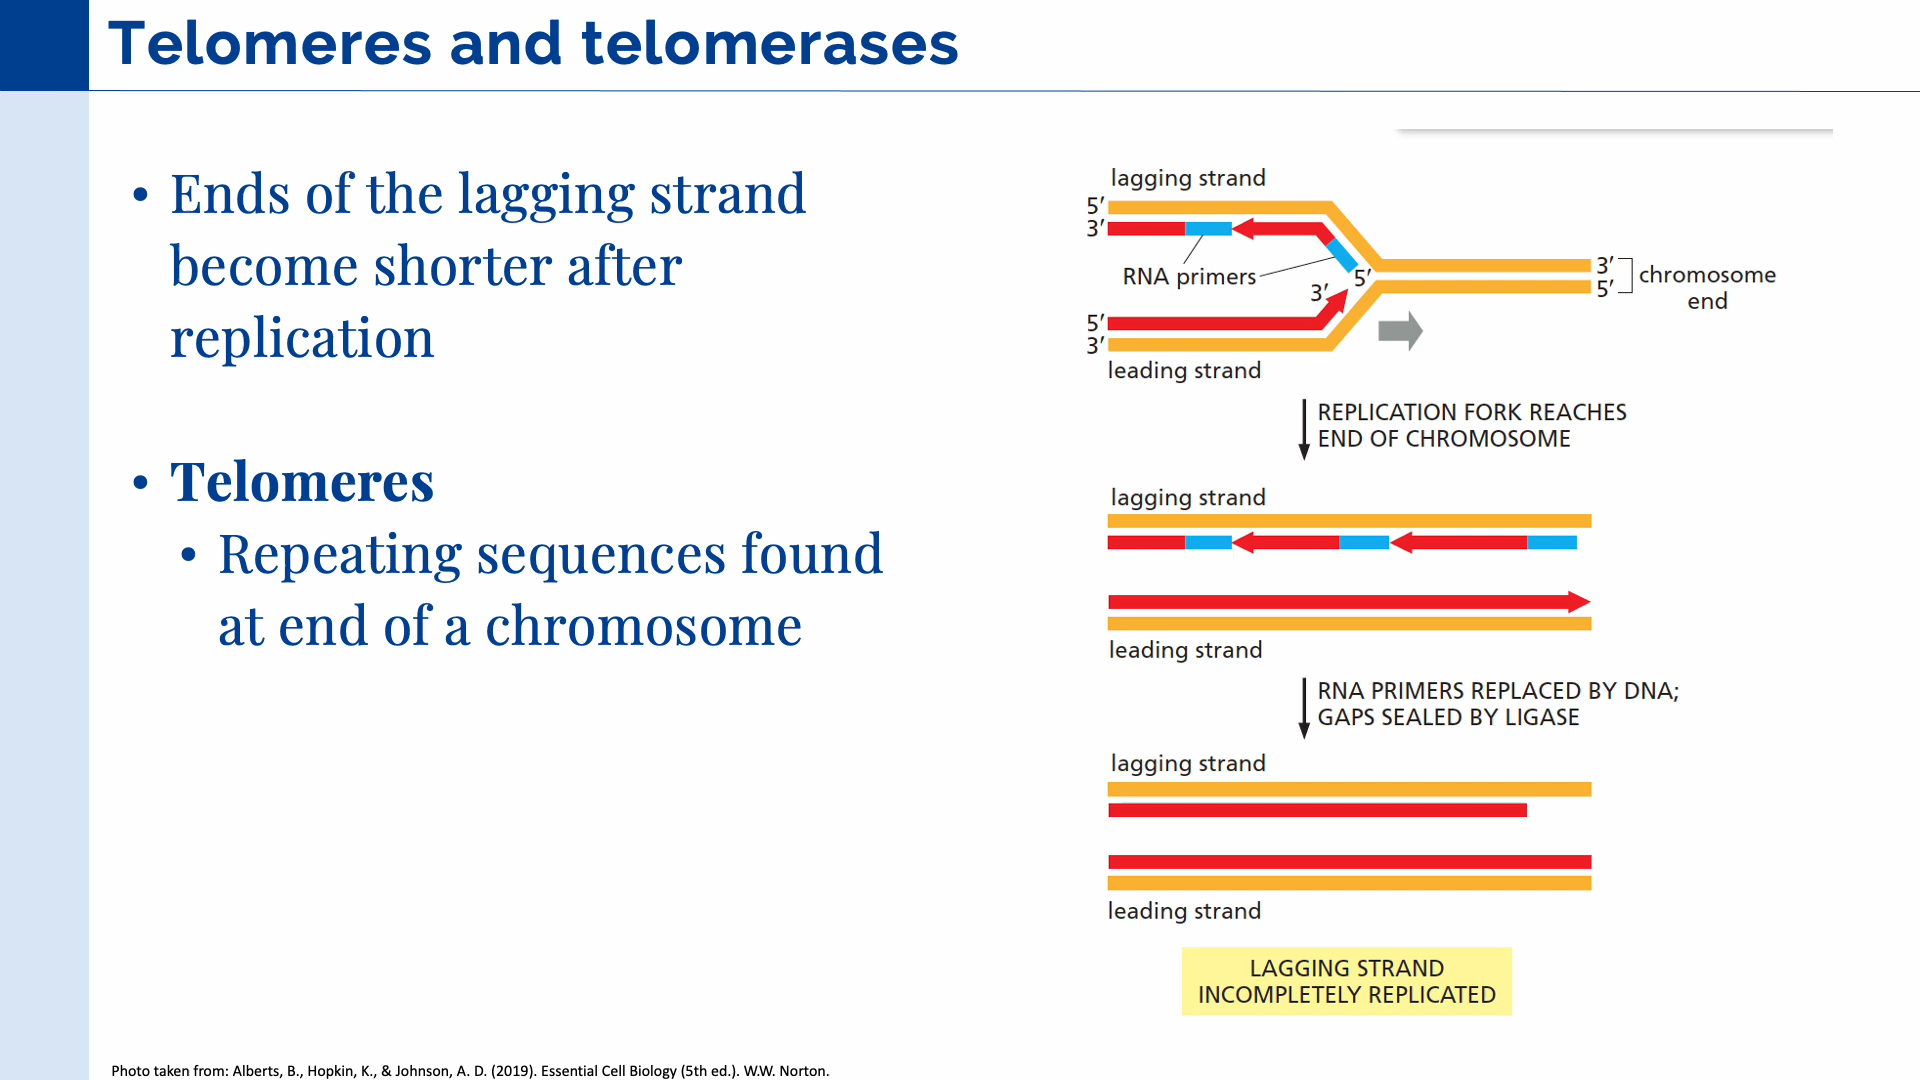 Telomeres and telomerases
• Ends of the lagging strand
become shorter after
replication
• Telomeres
• Repeating sequences found
at end of a chromosome
lagging strand
5′
3′
RNA primers
5′
3′
3′
5′
chromosome
end
5′
3′
leading strand
REPLICATION FORK REACHES
END OF CHROMOSOME
lagging strand
leading strand
RNA PRIMERS REPLACED BY DNA;
GAPS SEALED BY LIGASE
lagging strand
leading strand
LAGGING STRAND
INCOMPLETELY REPLICATED
Photo taken from: Alberts, B., Hopkin, K., & Johnson, A. D. (2019). Essential Cell Biology (5th ed.). W.W. Norton.